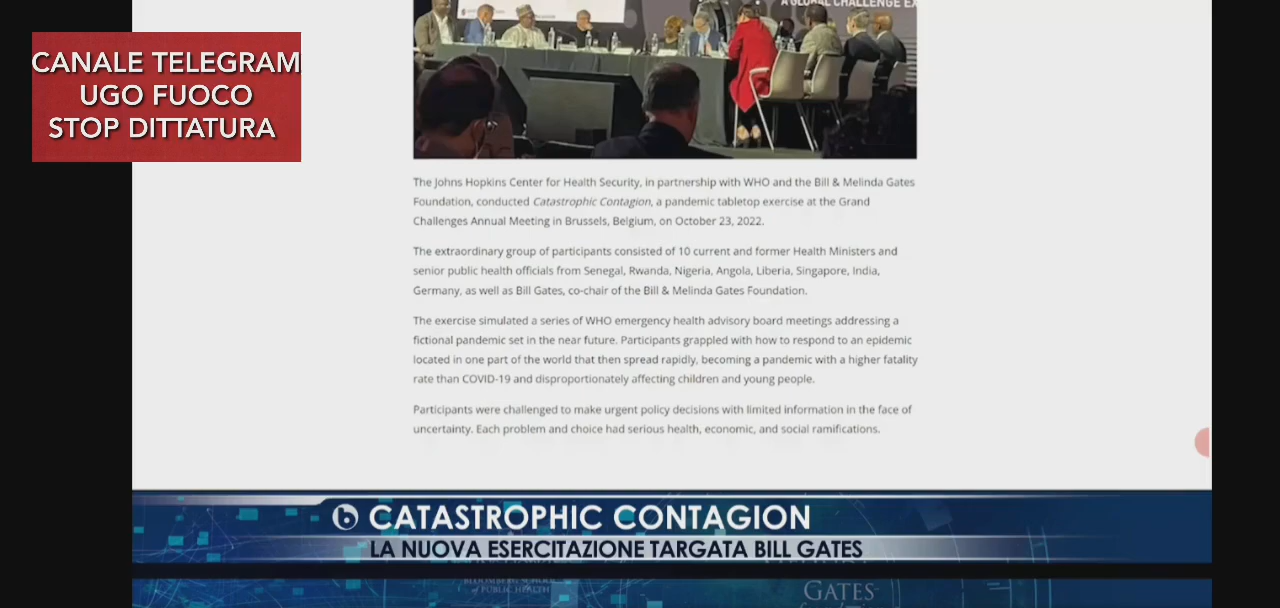 A GLOBAL CHALLENGE EX
CANALE TELEGRAM
UGO FUOCO
STOP DITTATURA
The Johns Hopkins Center for Health Security, in partnership with WHO and the Bill & Melinda Gates
Foundation, conducted Catastrophic Contagion, a pandemic tabletop exercise at the Grand
Challenges Annual Meeting in Brussels, Belgium, on October 23, 2022.
The extraordinary group of participants consisted of 10 current and former Health Ministers and
senior public health officials from Senegal, Rwanda, Nigeria, Angola, Liberia, Singapore, India,
Germany, as well as Bill Gates, co-chair of the Bill & Melinda Gates Foundation.
The exercise simulated a series of WHO emergency health advisory board meetings addressing a
fictional pandemic set in the near future. Participants grappled with how to respond to an epidemic
located in one part of the world that then spread rapidly, becoming a pandemic with a higher fatality
rate than COVID-19 and disproportionately affecting children and young people.
Participants were challenged to make urgent policy decisions with limited information in the face of
uncertainty. Each problem and choice had serious health, economic, and social ramifications.
b CATASTROPHIC CONTAGION
LA NUOVA ESERCITAZIONE TARGATA BILL GATES
BLOOMBERG SCHOOL
of PUBLIC HEALTH
GATES